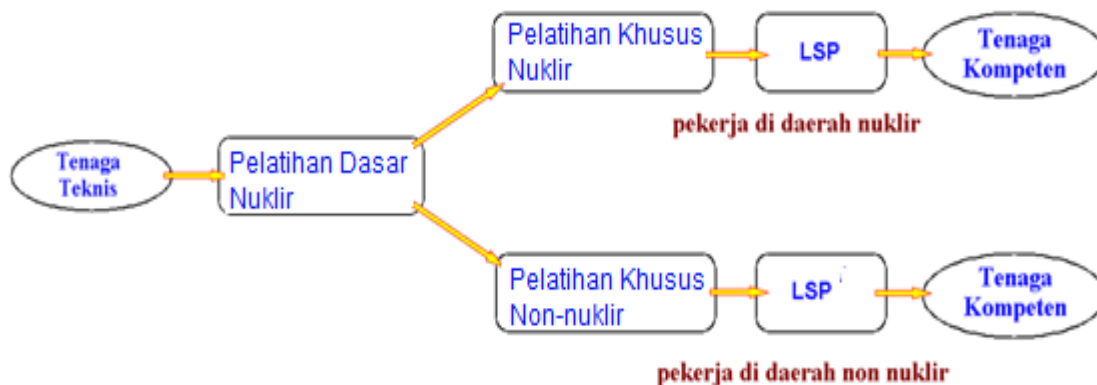 Pelatihan Khusus
Nuklir
LSP
Tenaga
Kompeten
pekerja di daerah nuklir
Tenaga
Teknis
Pelatihan Dasar
Nuklir
Pelatihan Khusus
Non-nuklir
LSP
Tenaga
Kompeten
pekerja di daerah non nuklir